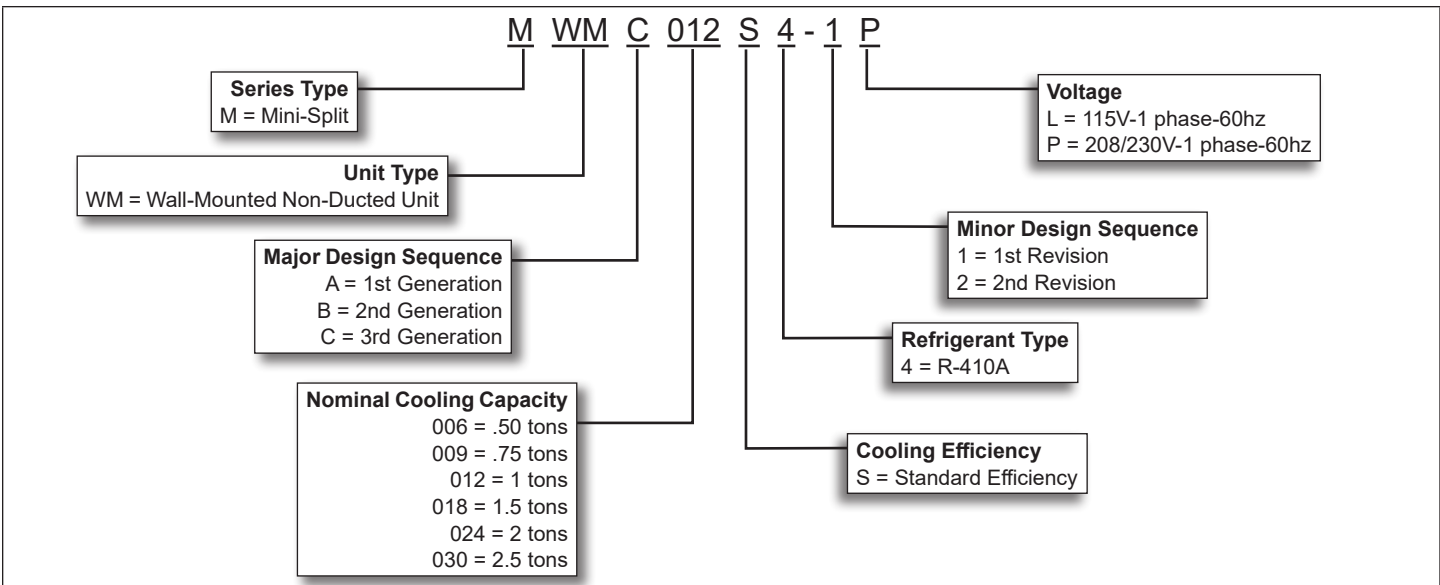 M WM C 012 S 4 - 1 P
Series Type
M = Mini-Split
Unit Type
WM = Wall-Mounted Non-Ducted Unit
Major Design Sequence
A = 1st Generation
B = 2nd Generation
C = 3rd Generation
Nominal Cooling Capacity
006 = .50 tons
009 = .75 tons
012 = 1 tons
018 = 1.5 tons
024 = 2 tons
030 = 2.5 tons
Voltage
L = 115V-1 phase-60hz
P = 208/230V-1 phase-60hz
Minor Design Sequence
1 = 1st Revision
2 = 2nd Revision
Refrigerant Type
4 = R-410A
Cooling Efficiency
S = Standard Efficiency